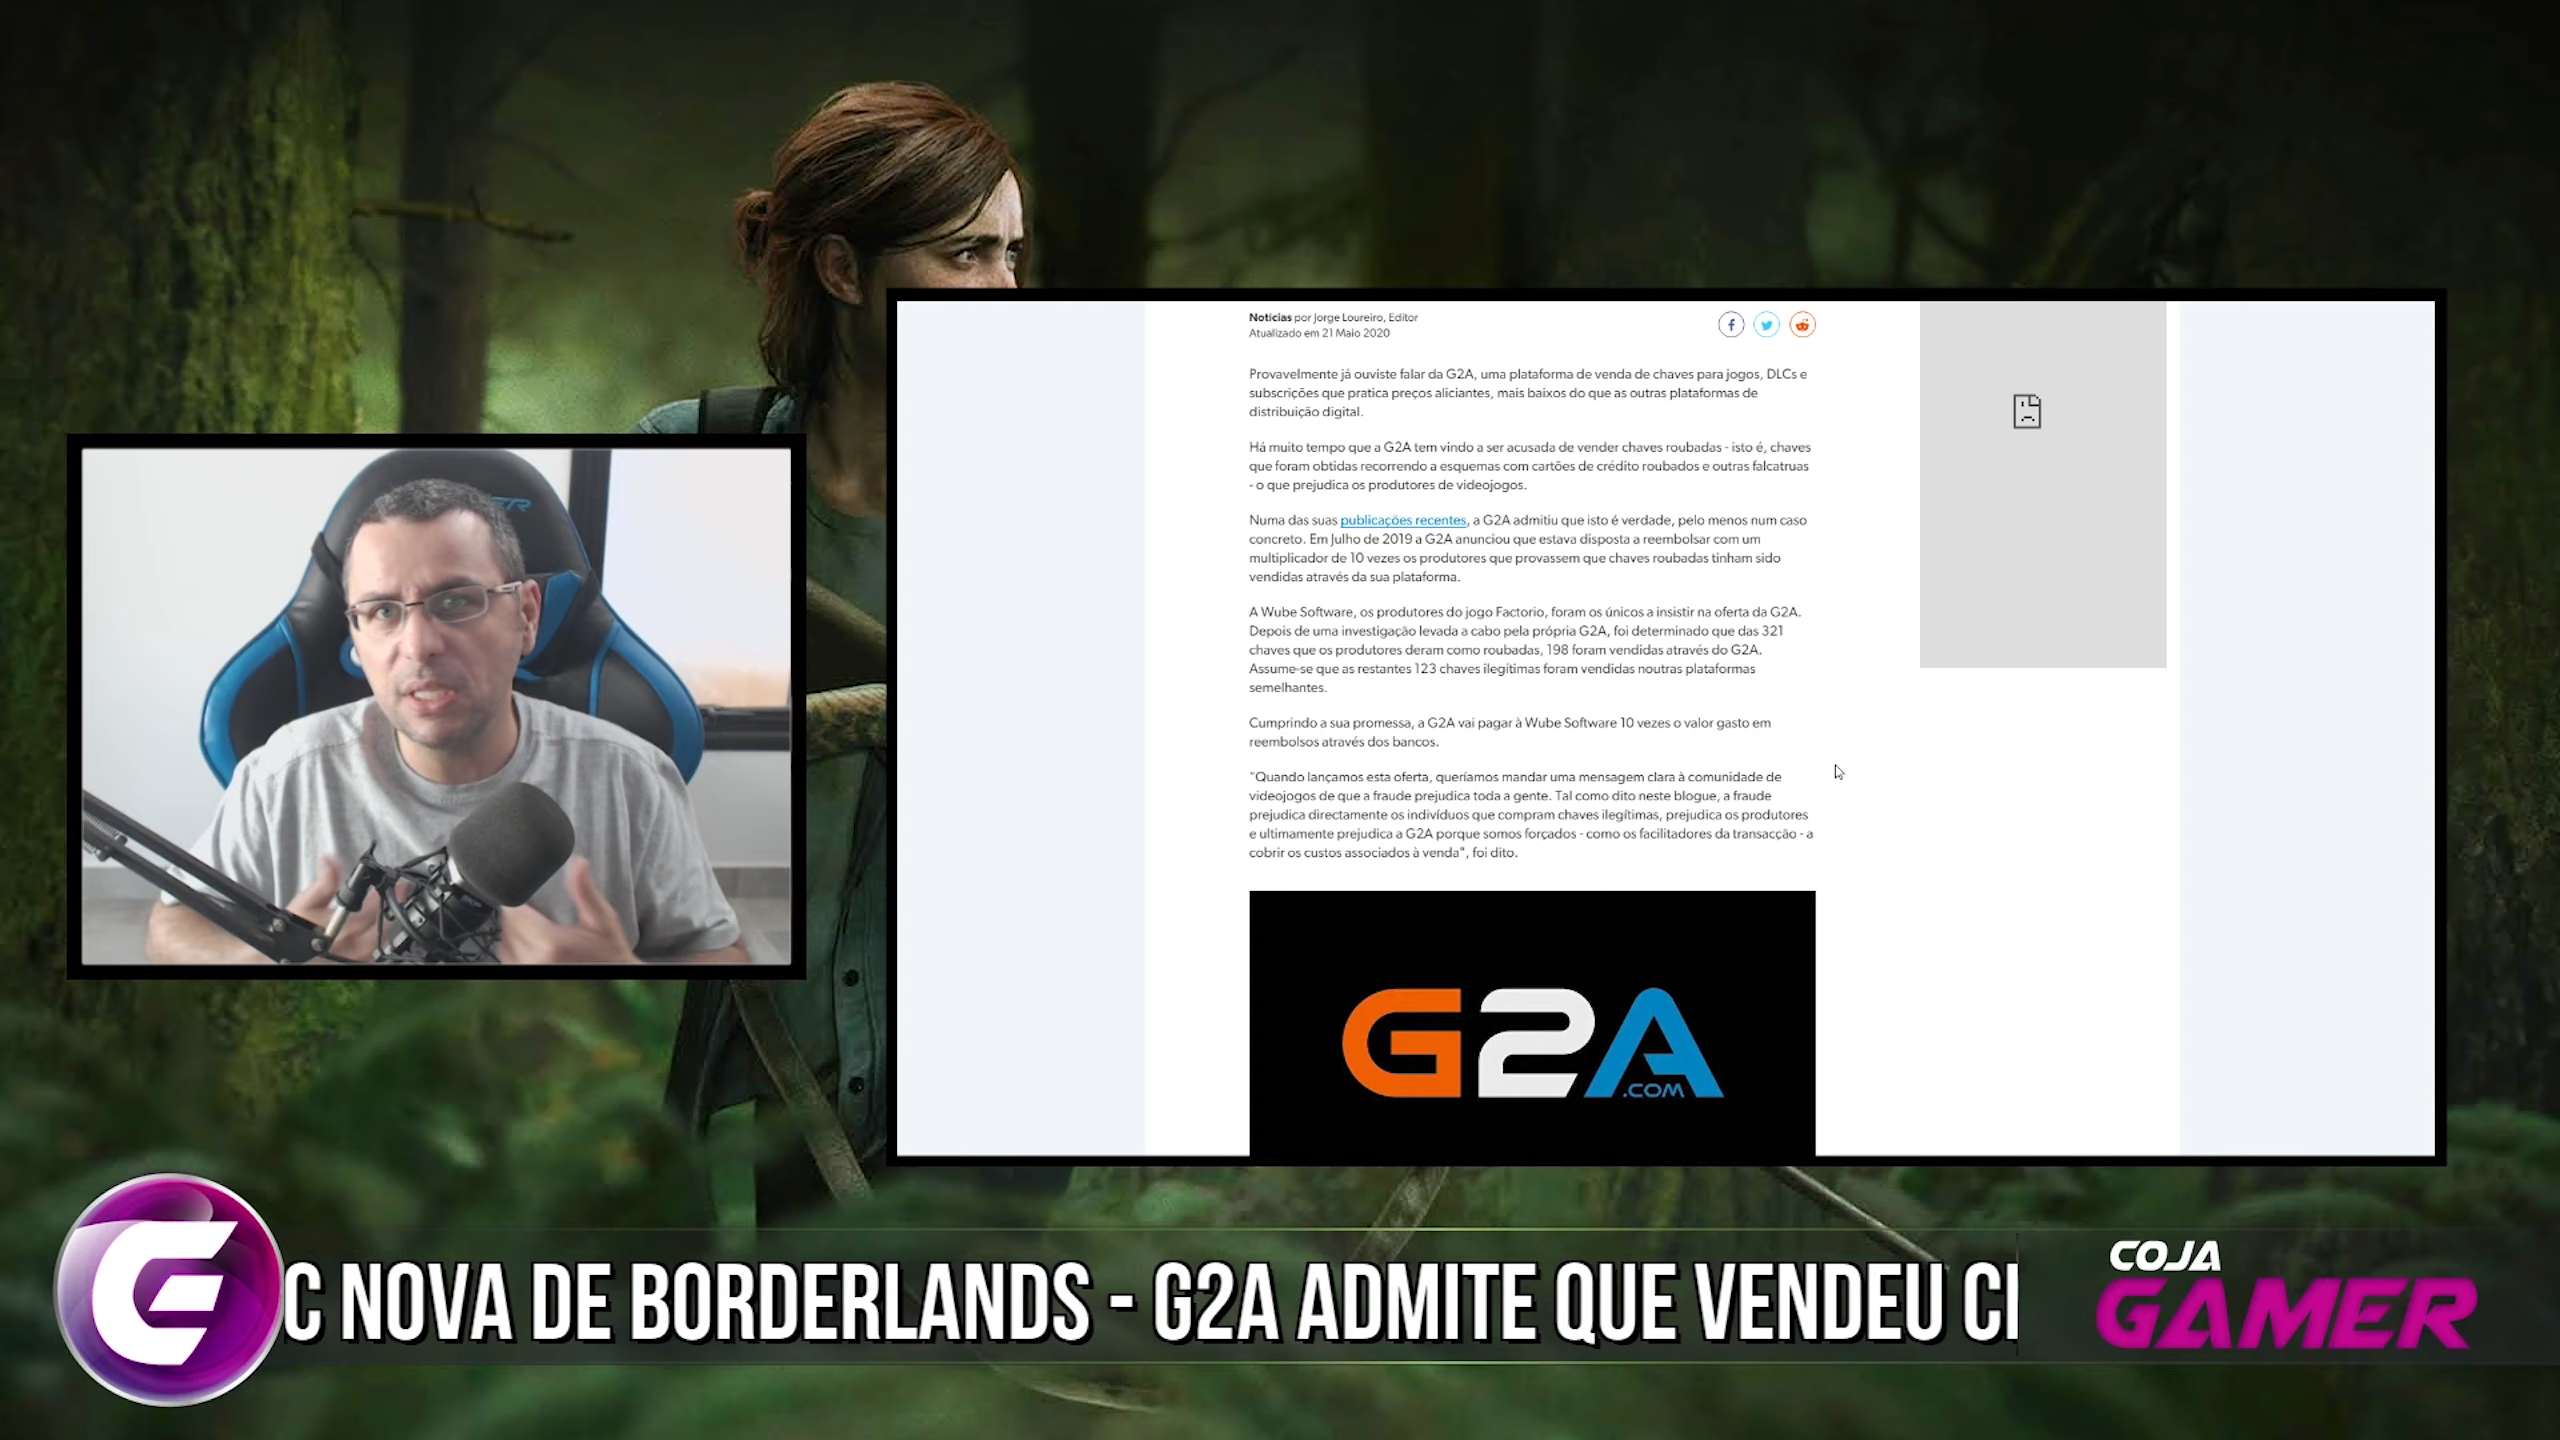 Notícias por Jorge Loureiro, Editor
Atualizado em 21 Maio 2020
Provavelmente já ouviste falar da G2A, uma plataforma de venda de chaves para jogos, DLCs e
subscrições que pratica preços aliciantes, mais baixos do que as outras plataformas de
distribuição digital.
Há muito tempo que a G2A tem vindo a ser acusada de vender chaves roubadas - isto é, chaves
que foram obtidas recorrendo a esquemas com cartões de crédito roubados e outras falcatruas
- o que prejudica os produtores de videojogos.
Numa das suas publicações recentes, a G2A admitiu que isto é verdade, pelo menos num caso
concreto. Em Julho de 2019 a G2A anunciou que estava disposta a reembolsar com um
multiplicador de 10 vezes os produtores que provassem que chaves roubadas tinham sido
vendidas através da sua plataforma.
A Wube Software, os produtores do jogo Factorio, foram os únicos a insistir na oferta da G2A.
Depois de uma investigação levada a cabo pela própria G2A, foi determinado que das 321
chaves que os produtores deram como roubadas, 198 foram vendidas através do G2A.
Assume-se que as restantes 123 chaves ilegítimas foram vendidas noutras plataformas
semelhantes.
Cumprindo a sua promessa, a G2A vai pagar à Wube Software 10 vezes o valor gasto em
reembolsos através dos bancos.
"Quando lançamos esta oferta, queríamos mandar uma mensagem clara à comunidade de
videojogos de que a fraude prejudica toda a gente. Tal como dito neste blogue, a fraude
prejudica directamente os indivíduos que compram chaves ilegítimas, prejudica os produtores
e ultimamente prejudica a G2A porque somos forçados - como os facilitadores da transacção - a
cobrir os custos associados à venda", foi dito.
G2A
.COM
C NOVA DE BORDERLANDS - G2A ADMITE QUE VENDEU
COJA
GAMER